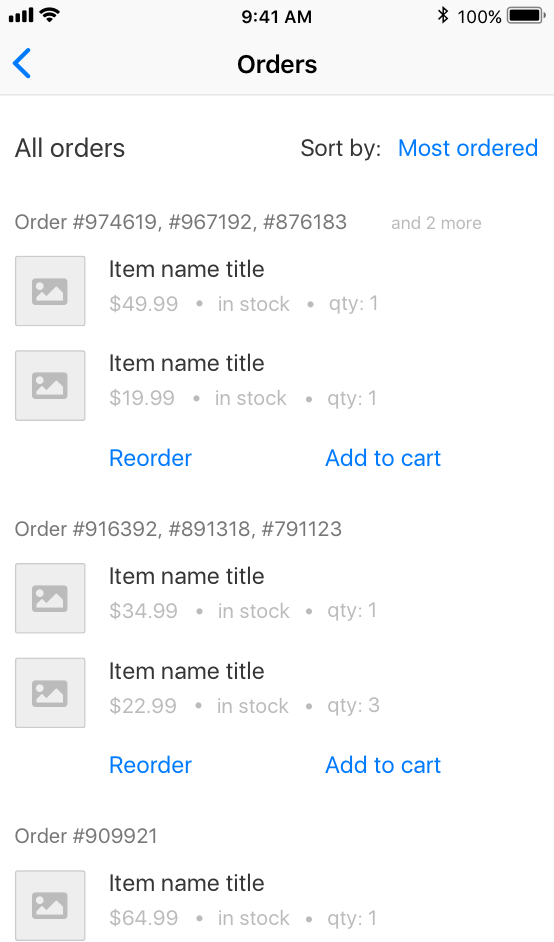 9:41 AM 100%
Orders
All orders Sort by: Most ordered
Order #974619, #967192, #876183 and 2 more
Item name title
$49.99 • in stock • qty: 1
Item name title
$19.99 • in stock • qty: 1
Reorder Add to cart
Order #916392, #891318, #791123
Item name title
$34.99 • in stock • qty: 1
Item name title
$22.99 • in stock • qty: 3
Reorder Add to cart
Order #909921
Item name title
$64.99 • in stock • qty: 1